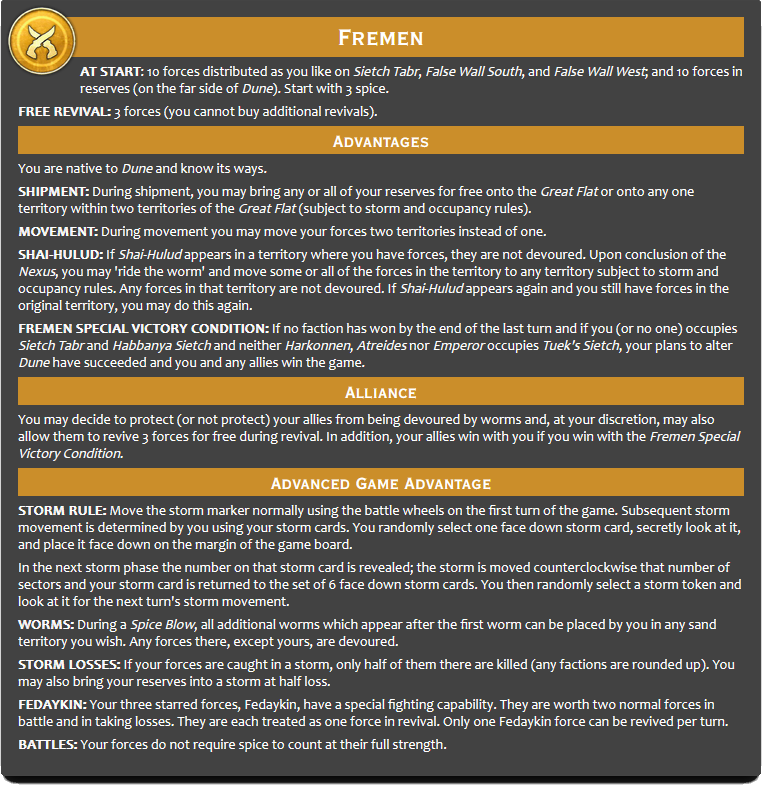 FREMEN
AT START: 10 forces distributed as you like on Sietch Tabr, False Wall South, and False Wall West; and 10 forces in
reserves (on the far side of Dune). Start with 3 spice.
FREE REVIVAL: 3 forces (you cannot buy additional revivals).
ADVANTAGES
You are native to Dune and know its ways.
SHIPMENT: During shipment, you may bring any or all of your reserves for free onto the Great Flat or onto any one
territory within two territories of the Great Flat (subject to storm and occupancy rules).
MOVEMENT: During movement you may move your forces two territories instead of one.
SHAI-HULUD: If Shai-Hulud appears in a territory where you have forces, they are not devoured. Upon conclusion of the
Nexus, you may 'ride the worm' and move some or all of the forces in the territory to any territory subject to storm and
occupancy rules. Any forces in that territory are not devoured. If Shai-Hulud appears again and you still have forces in the
original territory, you may do this again.
FREMEN SPECIAL VICTORY CONDITION: If no faction has won by the end of the last turn and if you (or no one) occupies
Sietch Tabr and Habbanya Sietch and neither Harkonnen, Atreides nor Emperor occupies Tuek's Sietch, your plans to alter
Dune have succeeded and you and any allies win the game.
ALLIANCE
You may decide to protect (or not protect) your allies from being devoured by worms and, at your discretion, may also
allow them to revive 3 forces for free during revival. In addition, your allies win with you if you win with the Fremen Special
Victory Condition.
ADVANCED GAME ADVANTAGE
STORM RULE: Move the storm marker normally using the battle wheels on the first turn of the game. Subsequent storm
movement is determined by you using your storm cards. You randomly select one face down storm card, secretly look at it,
and place it face down on the margin of the game board.
In the next storm phase the number on that storm card is revealed; the storm is moved counterclockwise that number of
sectors and your storm card is returned to the set of 6 face down storm cards. You then randomly select a storm token and
look at it for the next turn's storm movement.
WORMS: During a Spice Blow, all additional worms which appear after the first worm can be placed by you in any sand
territory you wish. Any forces there, except yours, are devoured.
STORM LOSSES: If your forces are caught in a storm, only half of them there are killed (any factions are rounded up). You
may also bring your reserves into a storm at half loss.
FEDAYKIN: Your three starred forces, Fedaykin, have a special fighting capability. They are worth two normal forces in
battle and in taking losses. They are each treated as one force in revival. Only one Fedaykin force can be revived per turn.
BATTLES: Your forces do not require spice to count at their full strength.